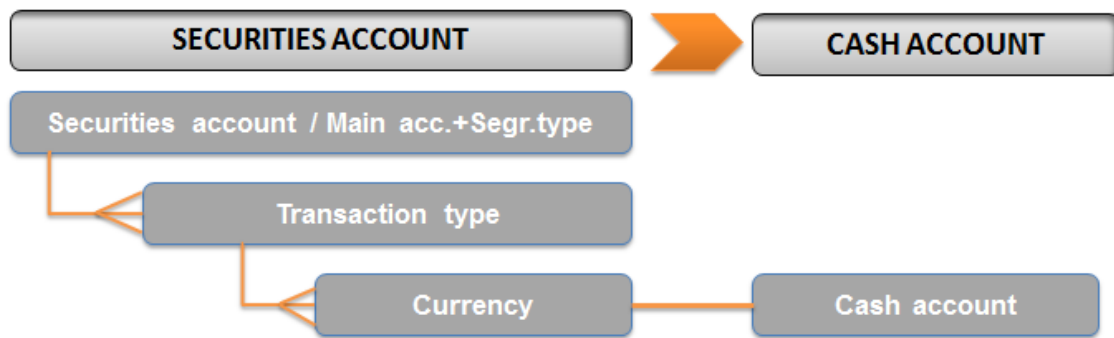 SECURITIES ACCOUNT
CASH ACCOUNT
Securities account / Main acc.+Segr.type
Transaction type
Currency
Cash account